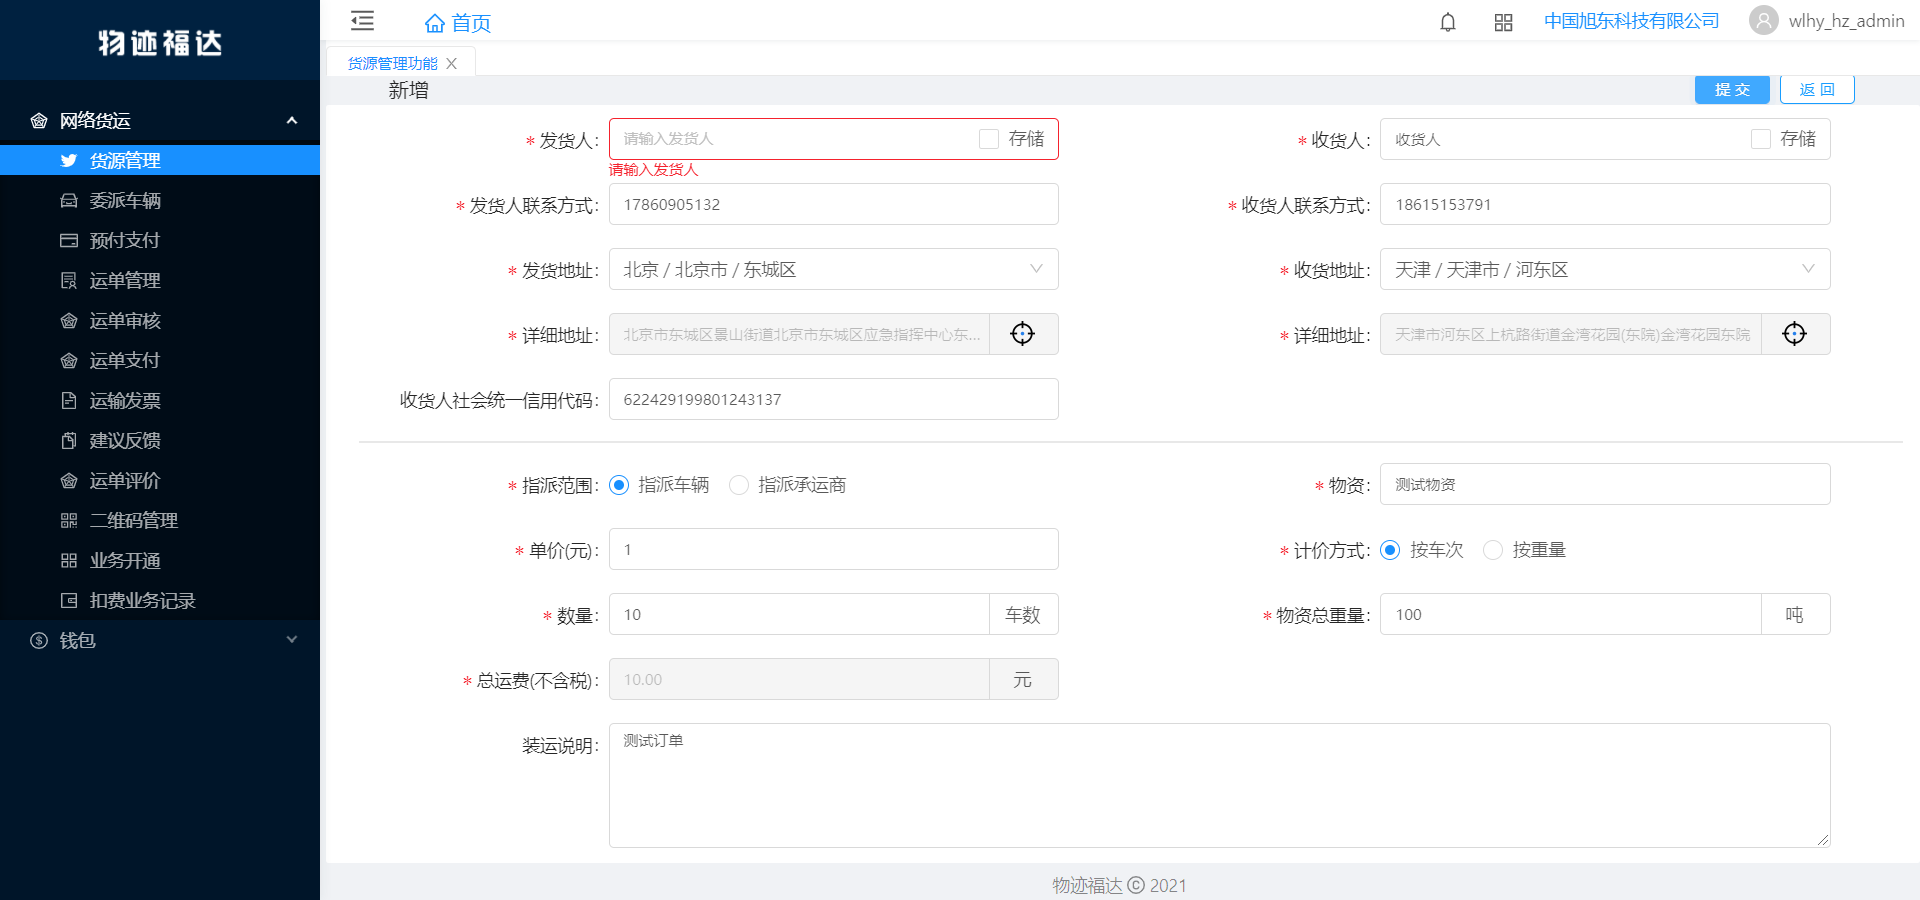 物迹福达
首页
中国旭东科技有限公司
wlhy_hz_admin
货源管理功能
网络货运
货源管理
委派车辆
预付支付
运单管理
运单审核
运单支付
运输发票
建议反馈
运单评价
二维码管理
业务开通
扣费业务记录
钱包
新增
提 交
返 回
* 发货人: 请输入发货人 存储
请输入发货人
* 收货人: 收货人 存储
* 发货人联系方式: 17860905132
* 收货人联系方式: 18615153791
* 发货地址: 北京 / 北京市 / 东城区
* 收货地址: 天津 / 天津市 / 河东区
* 详细地址: 北京市东城区景山街道北京市东城区应急指挥中心东...
* 详细地址: 天津市河东区上杭路街道金湾花园(东院)金湾花园东院
收货人社会统一信用代码: 622429199801243137
* 指派范围: 指派车辆 指派承运商
* 物资: 测试物资
* 单价(元): 1
* 计价方式: 按车次 按重量
* 数量: 10 车数
* 物资总重量: 100 吨
* 总运费(不含税): 10.00 元
装运说明: 测试订单
物迹福达 © 2021